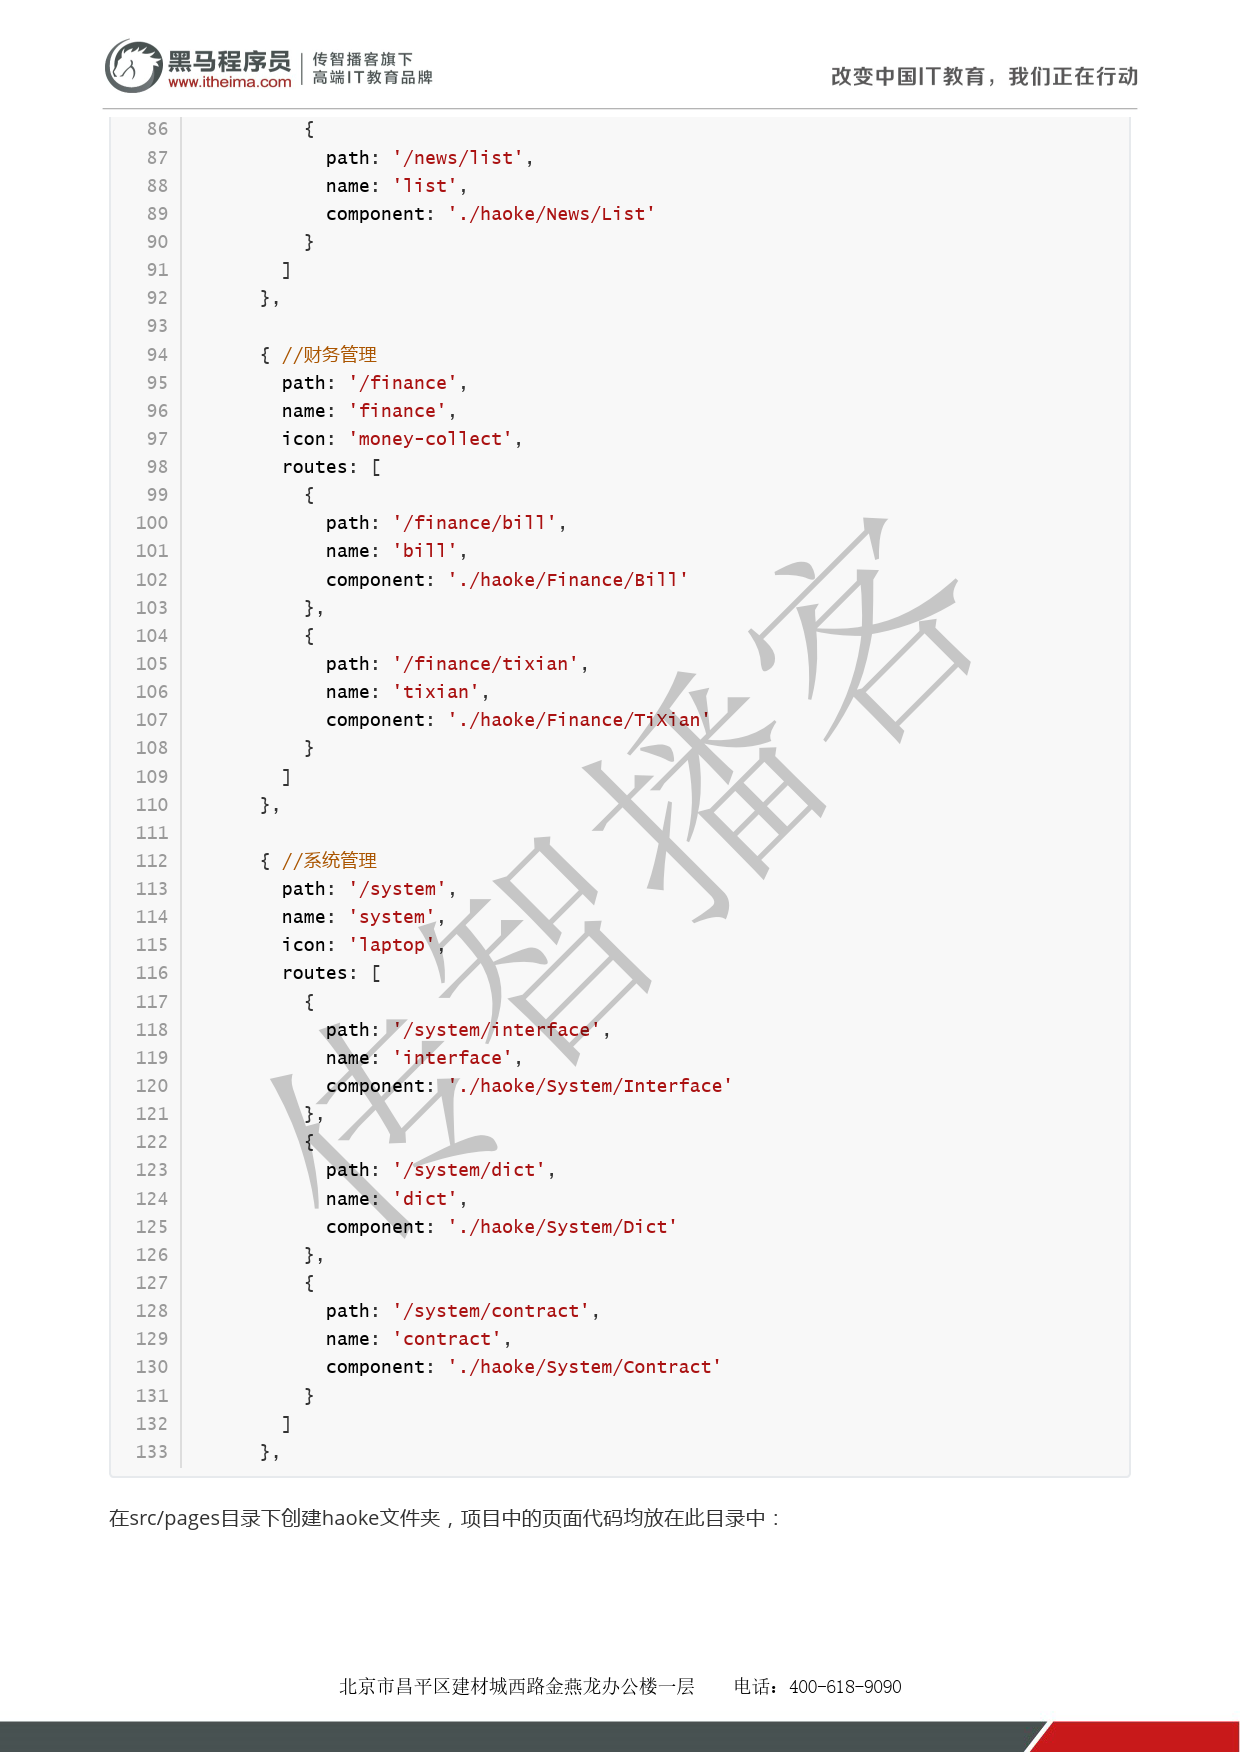 黑马程序员
www.itheima.com
传智播客旗下
高端IT教育品牌
改变中国IT教育，我们正在行动
86           {
87             path: '/news/list',
88             name: 'list',
89             component: './haoke/News/List'
90           }
91         ]
92       },
93
94       { //财务管理
95         path: '/finance',
96         name: 'finance',
97         icon: 'money-collect',
98         routes: [
99           {
100             path: '/finance/bill',
101             name: 'bill',
102             component: './haoke/Finance/Bill'
103           },
104           {
105             path: '/finance/tixian',
106             name: 'tixian',
107             component: './haoke/Finance/TiXian'
108           }
109         ]
110       },
111
112       { //系统管理
113         path: '/system',
114         name: 'system',
115         icon: 'laptop',
116         routes: [
117           {
118             path: '/system/interface',
119             name: 'interface',
120             component: './haoke/System/Interface'
121           },
122           {
123             path: '/system/dict',
124             name: 'dict',
125             component: './haoke/System/Dict'
126           },
127           {
128             path: '/system/contract',
129             name: 'contract',
130             component: './haoke/System/Contract'
131           }
132         ]
133       },
传智播客
在src/pages目录下创建haoke文件夹，项目中的页面代码均放在此目录中：
北京市昌平区建材城西路金燕龙办公楼一层    电话：400-618-9090